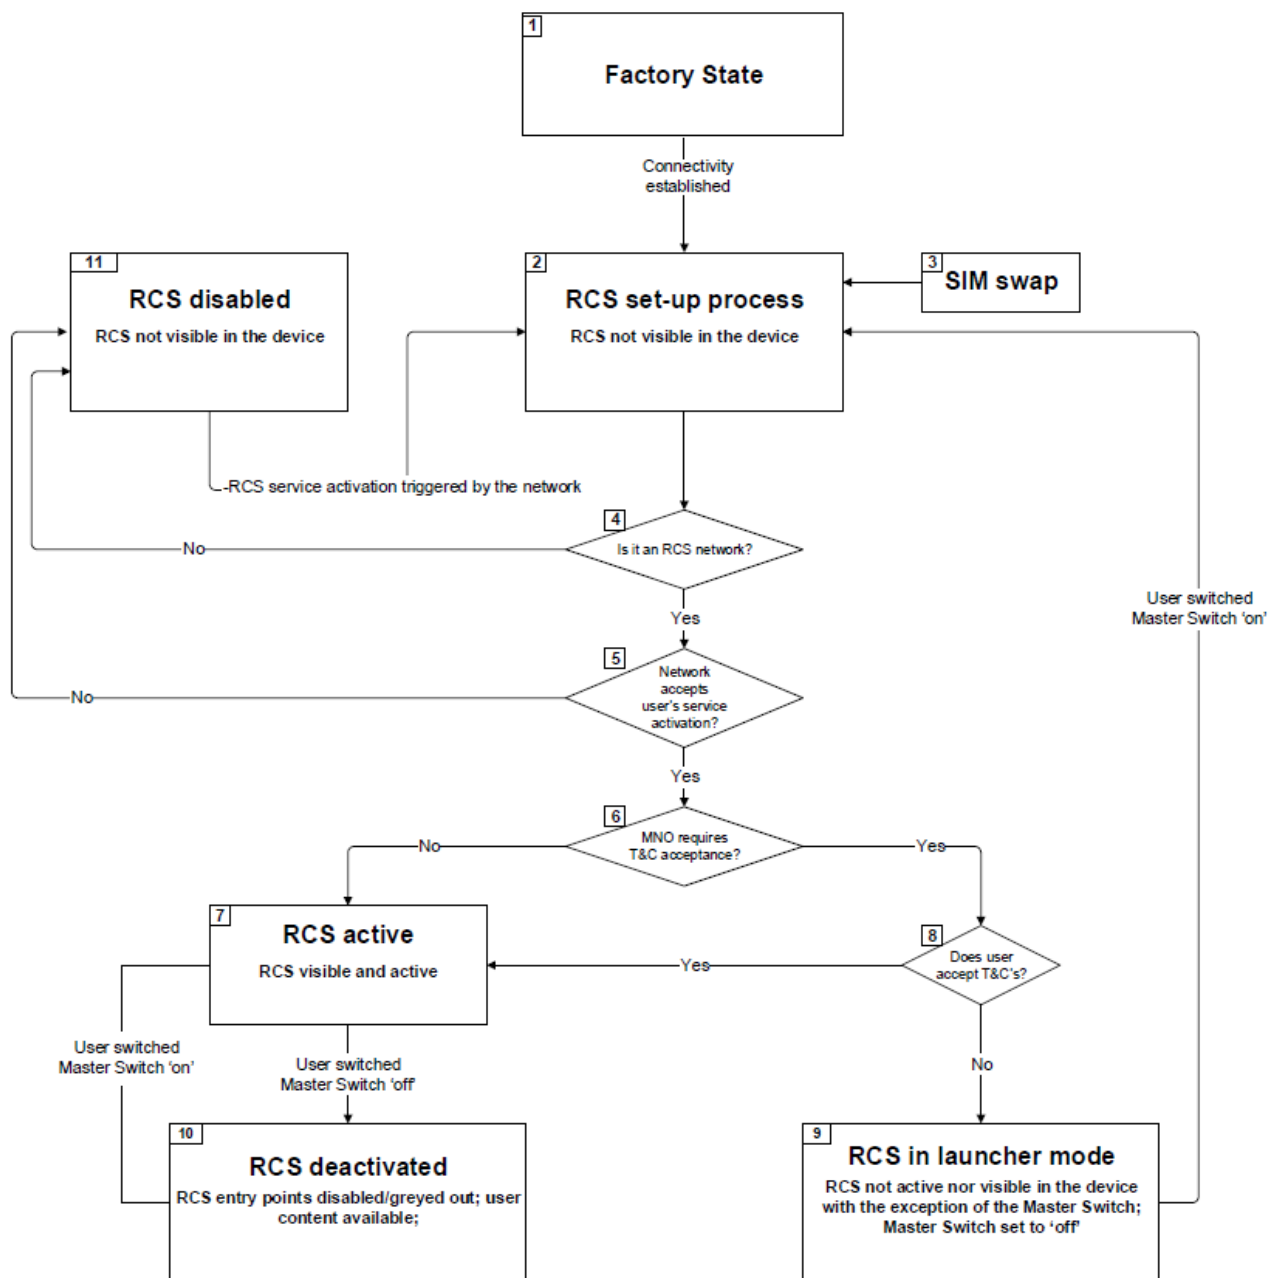 1
Factory State
Connectivity
established
11
RCS disabled
RCS not visible in the device
2
RCS set-up process
RCS not visible in the device
3
SIM swap
-RCS service activation triggered by the network
4
Is it an RCS network?
No
Yes
User switched
Master Switch ‘on’
5
Network
accepts
user’s service
activation?
No
Yes
6
MNO requires
T&C acceptance?
No
Yes
7
RCS active
RCS visible and active
8
Does user
accept T&C’s?
Yes
No
User switched
Master Switch ‘on’
User switched
Master Switch ‘off’
10
RCS deactivated
RCS entry points disabled/greyed out; user
content available;
9
RCS in launcher mode
RCS not active nor visible in the device
with the exception of the Master Switch;
Master Switch set to ‘off’